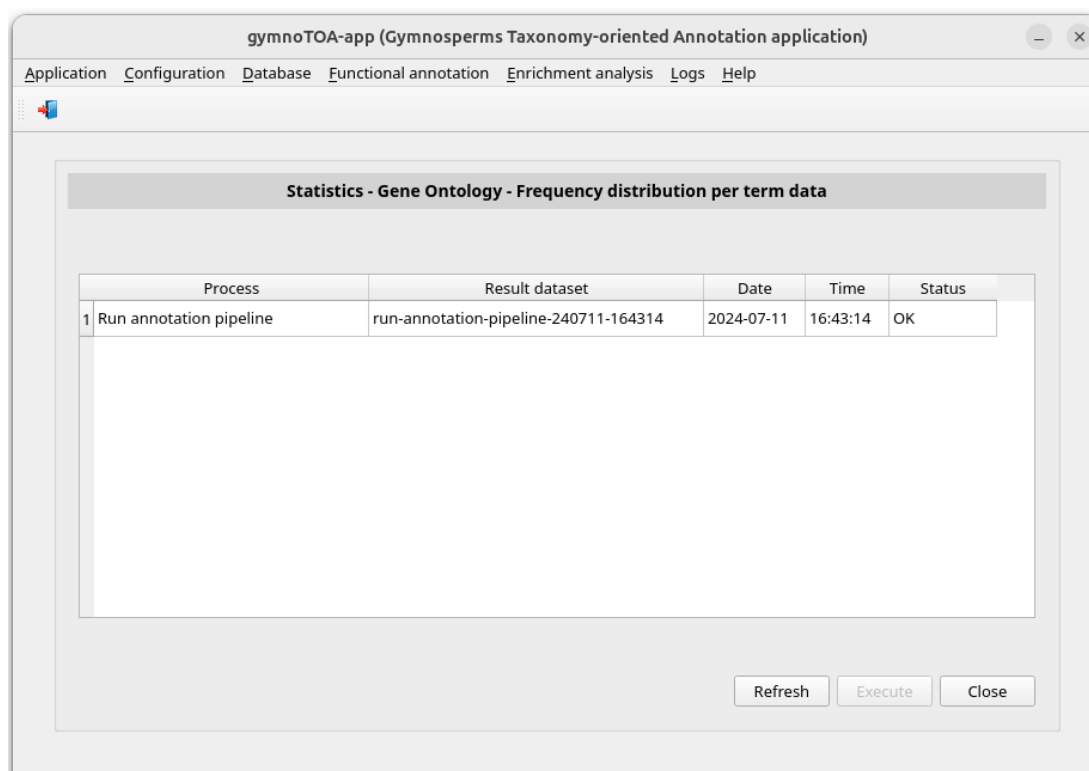 gymnoTOA-app (Gymnosperms Taxonomy-oriented Annotation application)
Application Configuration Database Functional annotation Enrichment analysis Logs Help
Statistics - Gene Ontology - Frequency distribution per term data
Process Result dataset Date Time Status
1 Run annotation pipeline run-annotation-pipeline-240711-164314 2024-07-11 16:43:14 OK
Refresh Execute Close